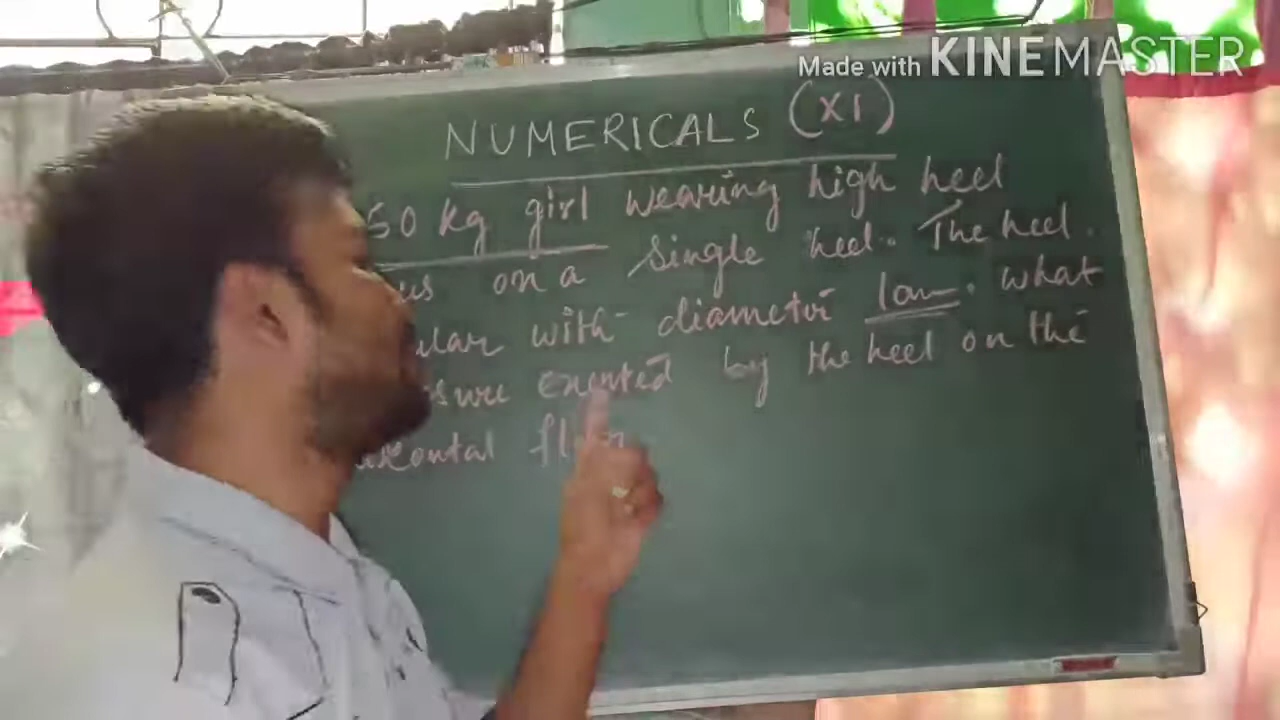 Made with KINEMASTER
NUMERICALS (XI)
50 kg girl wearing high heel
on a single heel. The heel
with diameter 1cm. what
exerted by the heel on the